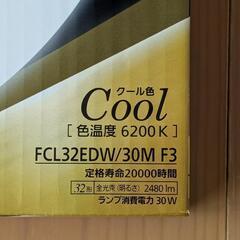 クール色
Cool
[色温度 6200K]
FCL32EDW/30M F3
定格寿命20000時間
32形 全光束(明るさ) 2480 lm
ランプ消費電力 30W